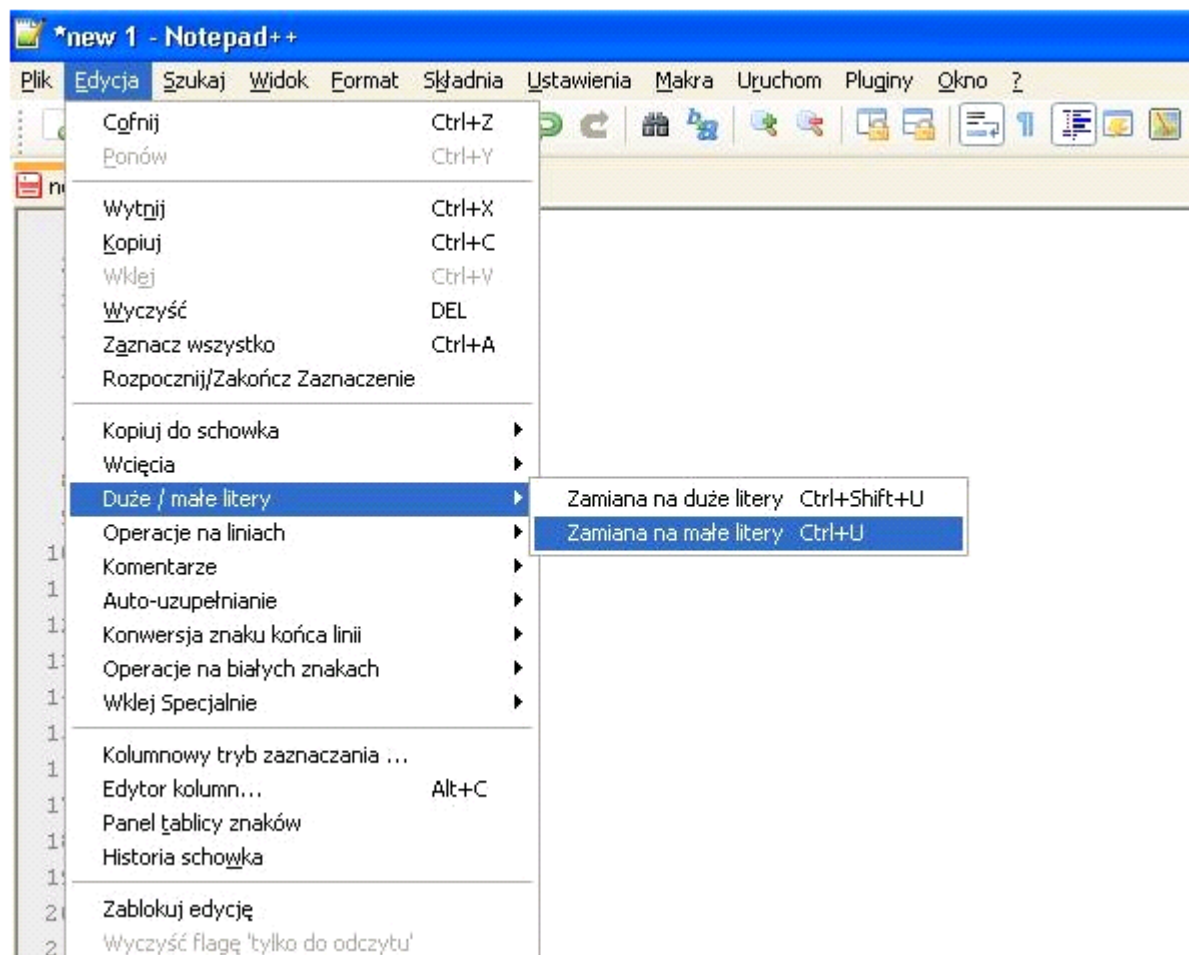 *new 1 - Notepad++
Plik Edycja Szukaj Widok Format Składnia Ustawienia Makra Uruchom Pluginy Okno ?
Cofnij Ctrl+Z
Ponów Ctrl+Y
Wytnij Ctrl+X
Kopiuj Ctrl+C
Wklej Ctrl+V
Wyczyść DEL
Zaznacz wszystko Ctrl+A
Rozpocznij/Zakończ Zaznaczenie
Kopiuj do schowka
Wcięcia
Duże / małe litery
Zamiana na duże litery Ctrl+Shift+U
Operacje na liniach
Zamiana na małe litery Ctrl+U
Komentarze
Auto-uzupełnianie
Konwersja znaku końca linii
Operacje na białych znakach
Wklej Specjalnie
Kolumnowy tryb zaznaczania ...
Edytor kolumn... Alt+C
Panel tablicy znaków
Historia schowka
Zablokuj edycję
Wyczyść flagę 'tylko do odczytu'